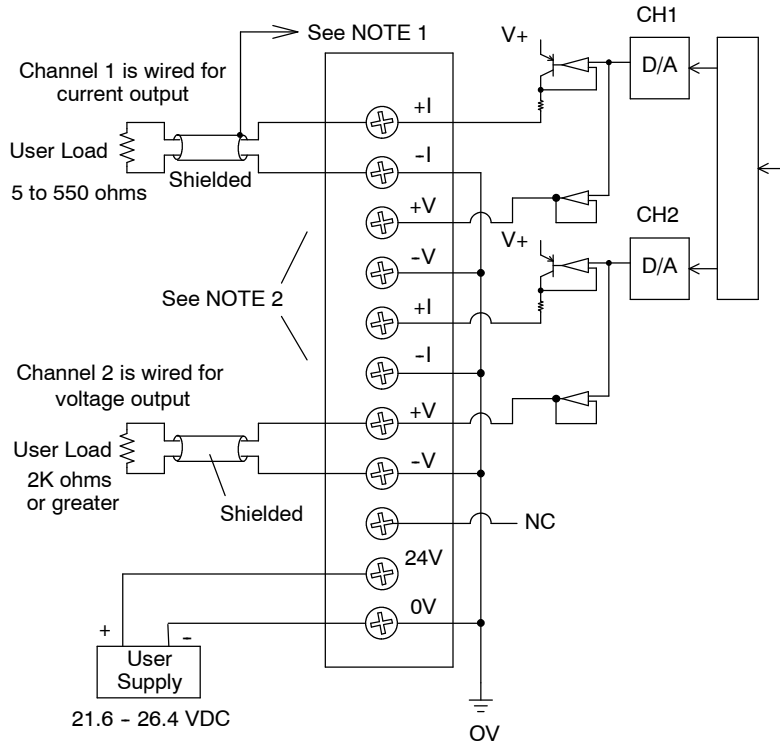 See NOTE 1
Channel 1 is wired for
current output
User Load
5 to 550 ohms
Shielded
See NOTE 2
Channel 2 is wired for
voltage output
User Load
2K ohms
or greater
Shielded
+
-
User
Supply
21.6 - 26.4 VDC
+I
-I
+V
-V
+I
-I
+V
-V
NC
24V
0V
OV
V+
CH1
D/A
V+
CH2
D/A